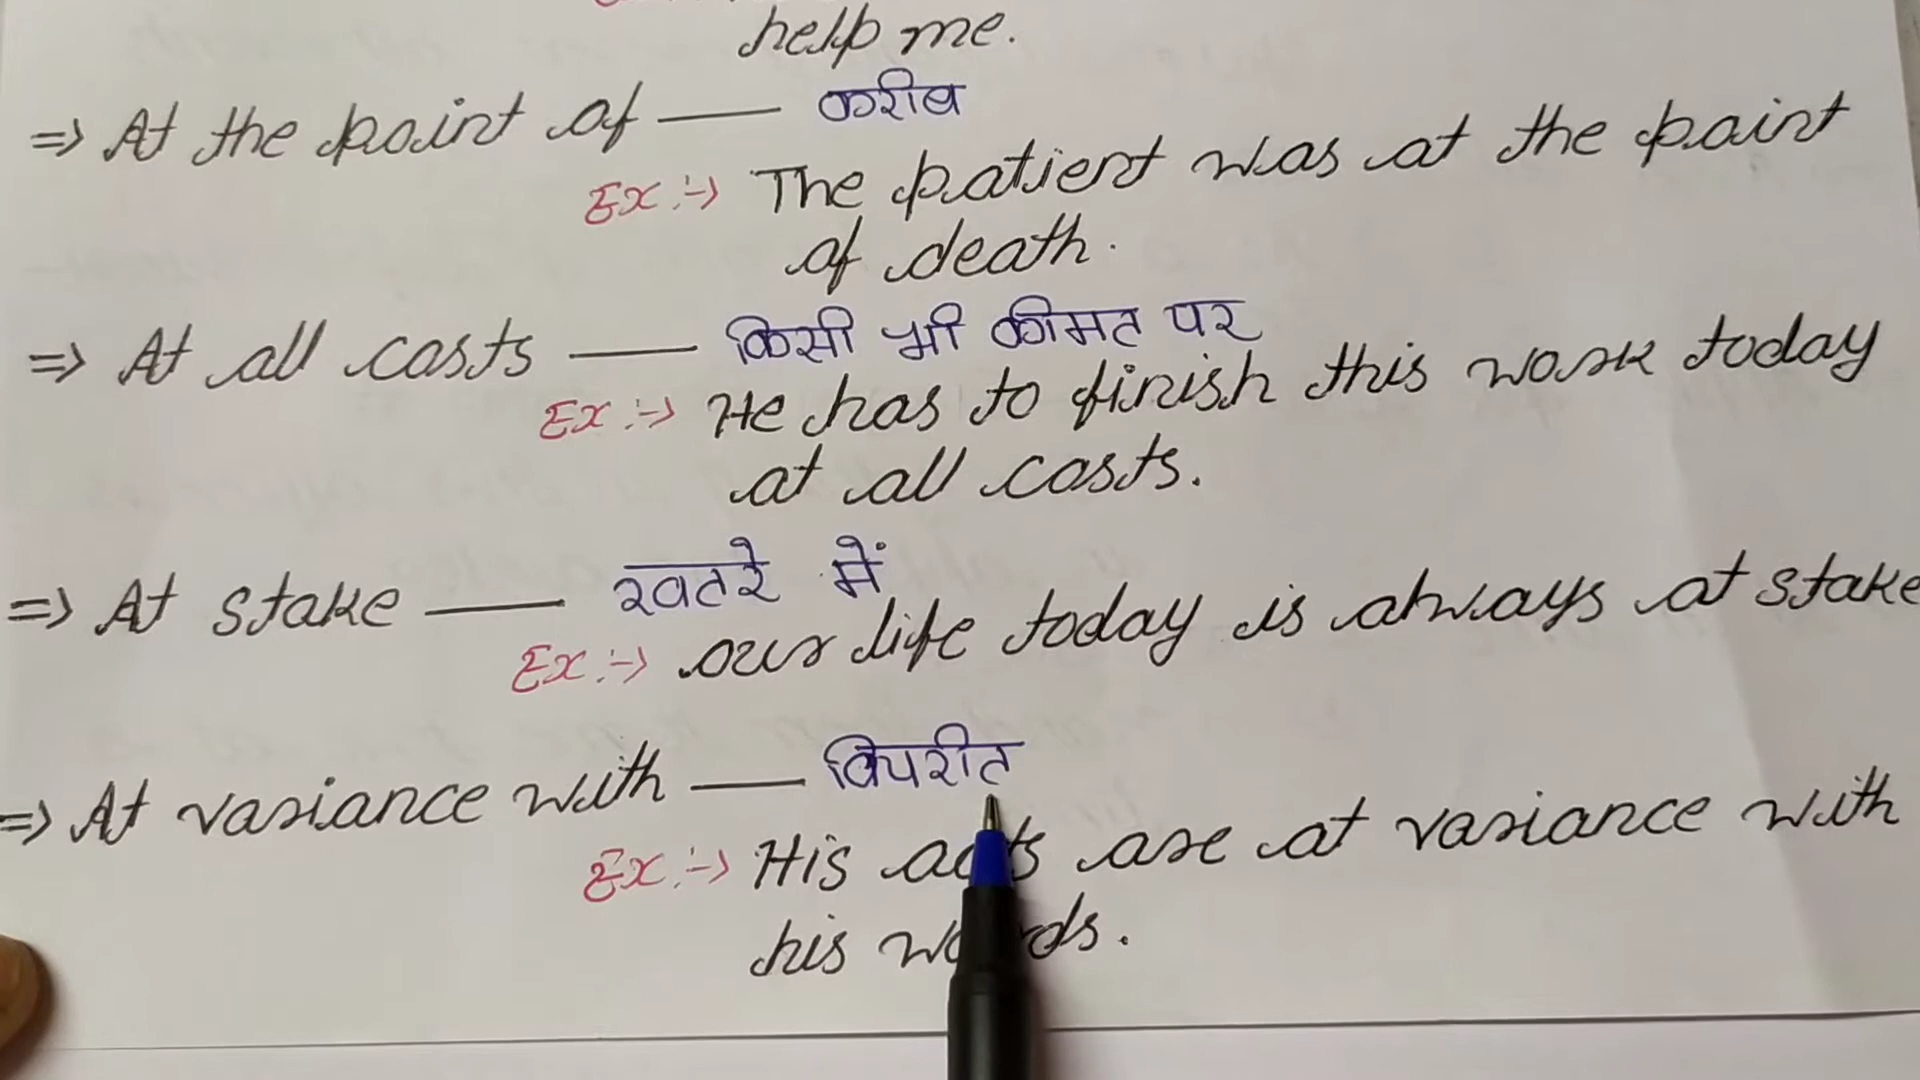 help me.
⇒ At the point of — करीब
Ex :→ The patient was at the point
of death.
⇒ At all costs — किसी भी कीमत पर
Ex :→ He has to finish this work today
at all costs.
⇒ At stake — खतरे में
Ex :→ our life today is always at stake
⇒ At variance with — विपरीत
Ex :→ His acts are at variance with
his words.